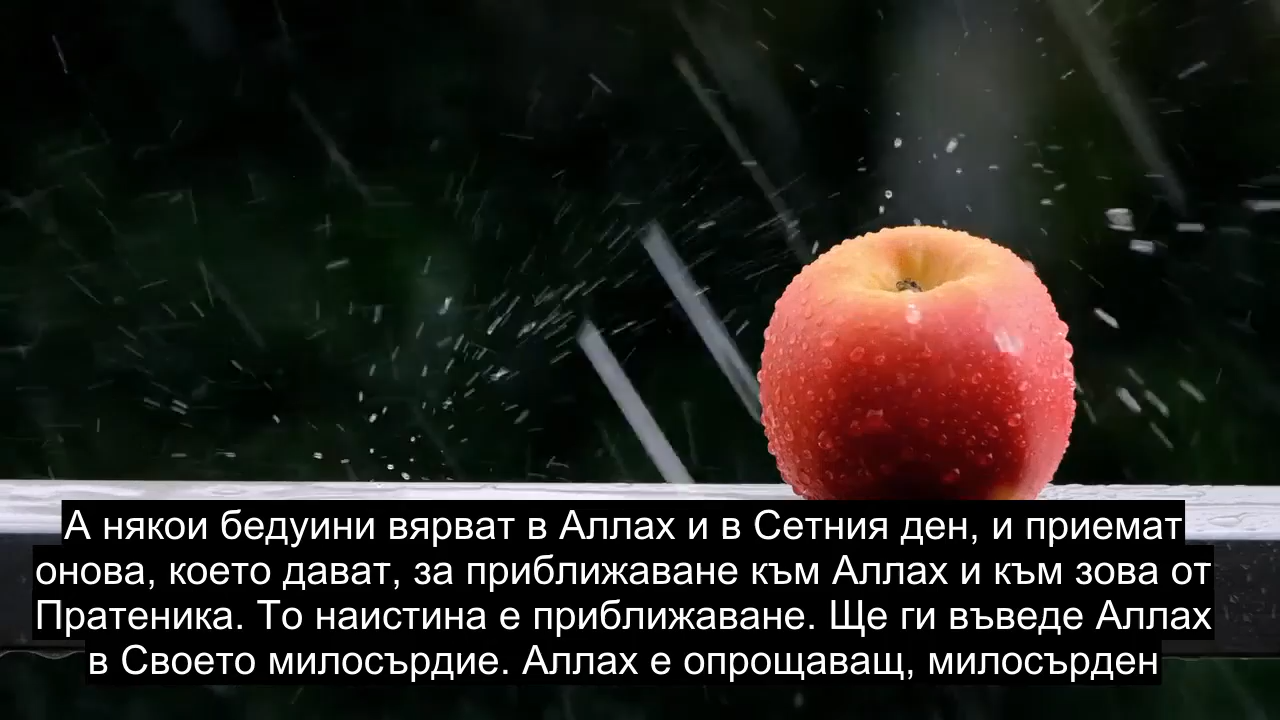 А някои бедуини вярват в Аллах и в Сетния ден, и приемат
онова, което дават, за приближаване към Аллах и към зова от
Пратеника. То наистина е приближаване. Ще ги въведе Аллах
в Своето милосърдие. Аллах е опрощаващ, милосърден